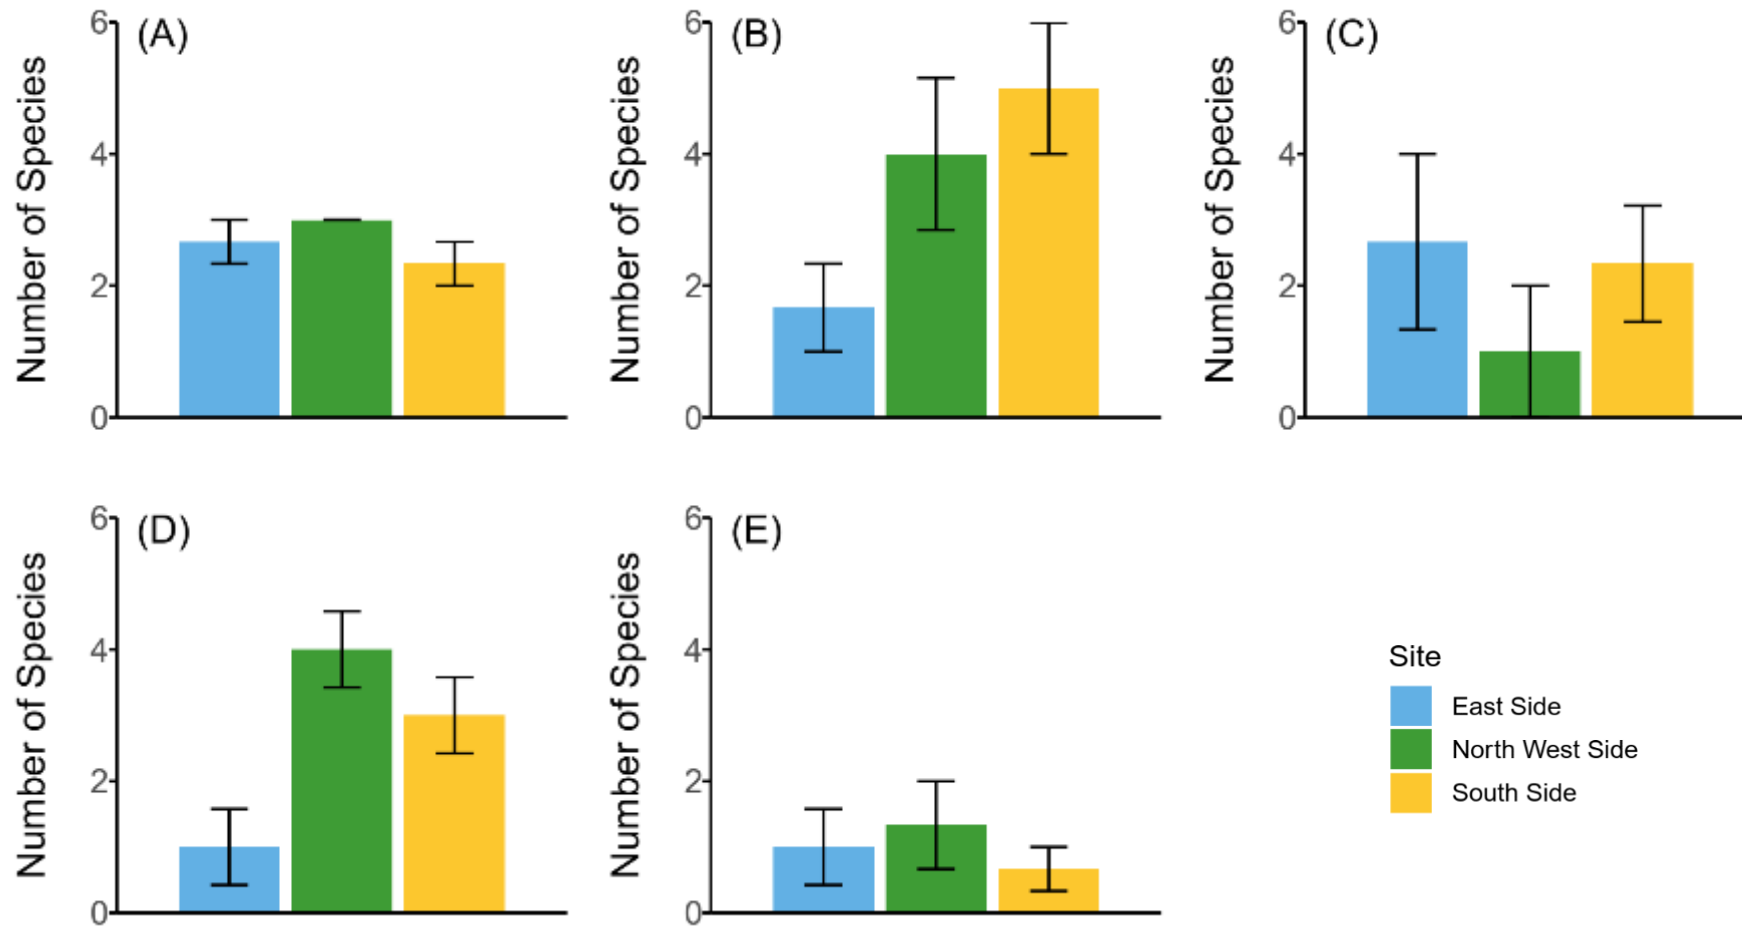 (A)
Number of Species
6
4
2
0
(B)
Number of Species
6
4
2
0
(C)
Number of Species
6
4
2
0
(D)
Number of Species
6
4
2
0
(E)
Number of Species
6
4
2
0
Site
East Side
North West Side
South Side